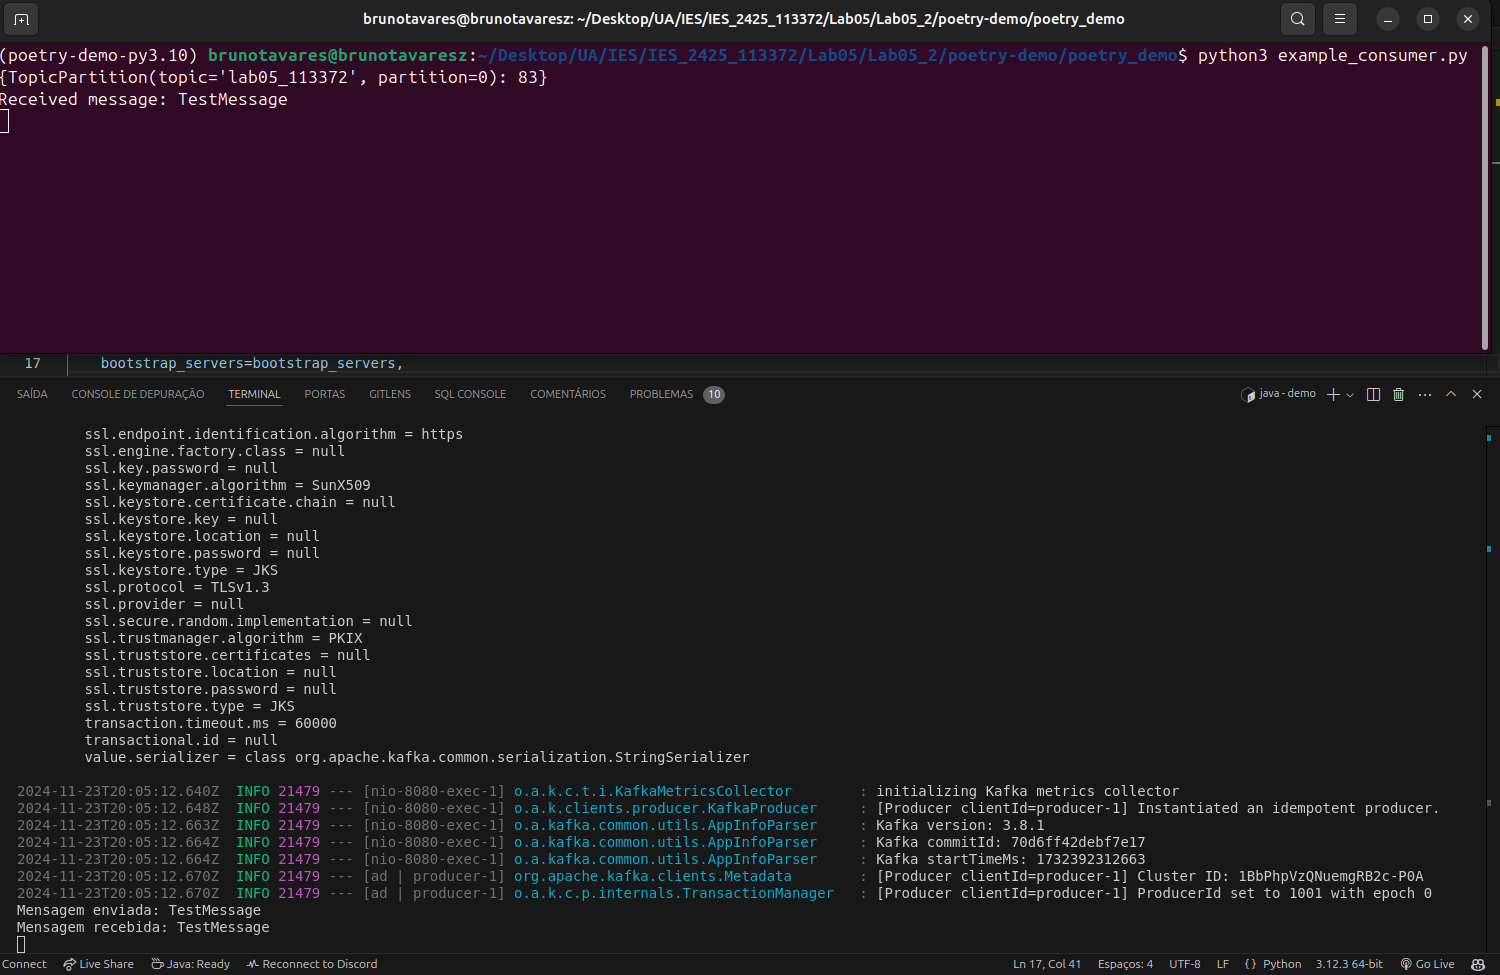 brunotavares@brunotavaresz: ~/Desktop/UA/IES/IES_2425_113372/Lab05/Lab05_2/poetry-demo/poetry_demo
(poetry-demo-py3.10) brunotavares@brunotavaresz:~/Desktop/UA/IES/IES_2425_113372/Lab05/Lab05_2/poetry-demo/poetry_demo$ python3 example_consumer.py
{TopicPartition(topic='lab05_113372', partition=0): 83}
Received message: TestMessage
17 bootstrap_servers=bootstrap_servers,
SAÍDA CONSOLE DE DEPURAÇÃO TERMINAL PORTAS GITLENS SQL CONSOLE COMENTÁRIOS PROBLEMAS 10 java - demo
ssl.endpoint.identification.algorithm = https
ssl.engine.factory.class = null
ssl.key.password = null
ssl.keymanager.algorithm = SunX509
ssl.keystore.certificate.chain = null
ssl.keystore.key = null
ssl.keystore.location = null
ssl.keystore.password = null
ssl.keystore.type = JKS
ssl.protocol = TLSv1.3
ssl.provider = null
ssl.secure.random.implementation = null
ssl.trustmanager.algorithm = PKIX
ssl.truststore.certificates = null
ssl.truststore.location = null
ssl.truststore.password = null
ssl.truststore.type = JKS
transaction.timeout.ms = 60000
transactional.id = null
value.serializer = class org.apache.kafka.common.serialization.StringSerializer
2024-11-23T20:05:12.640Z INFO 21479 --- [nio-8080-exec-1] o.a.k.c.t.i.KafkaMetricsCollector : initializing Kafka metrics collector
2024-11-23T20:05:12.648Z INFO 21479 --- [nio-8080-exec-1] o.a.k.clients.producer.KafkaProducer : [Producer clientId=producer-1] Instantiated an idempotent producer.
2024-11-23T20:05:12.663Z INFO 21479 --- [nio-8080-exec-1] o.a.kafka.common.utils.AppInfoParser : Kafka version: 3.8.1
2024-11-23T20:05:12.664Z INFO 21479 --- [nio-8080-exec-1] o.a.kafka.common.utils.AppInfoParser : Kafka commitId: 70d6ff42debf7e17
2024-11-23T20:05:12.664Z INFO 21479 --- [nio-8080-exec-1] o.a.kafka.common.utils.AppInfoParser : Kafka startTimeMs: 1732392312663
2024-11-23T20:05:12.670Z INFO 21479 --- [ad | producer-1] org.apache.kafka.clients.Metadata : [Producer clientId=producer-1] Cluster ID: 1BbPhpVzQNuemgRB2c-P0A
2024-11-23T20:05:12.670Z INFO 21479 --- [ad | producer-1] o.a.k.c.p.internals.TransactionManager : [Producer clientId=producer-1] ProducerId set to 1001 with epoch 0
Mensagem enviada: TestMessage
Mensagem recebida: TestMessage
Connect Live Share Java: Ready Reconnect to Discord Ln 17, Col 41 Espaços: 4 UTF-8 LF {} Python 3.12.3 64-bit Go Live